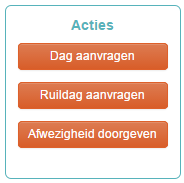 Acties
Dag aanvragen
Ruildag aanvragen
Afwezigheid doorgeven